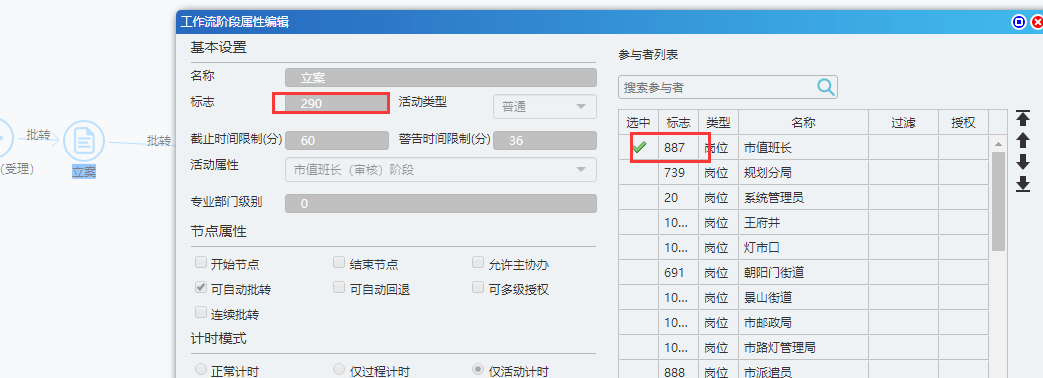 工作流阶段属性编辑
批转
立案
批转
(受理)
基本设置
名称 立案
标志 290 活动类型 普通
截止时间限制(分) 60 警告时间限制(分) 36
活动属性 市值班长（审核）阶段
专业部门级别 0
节点属性
开始节点 结束节点 允许主协办
可自动批转 可自动回退 可多级授权
连续批转
计时模式
正常计时 仅过程计时 仅活动计时
参与者列表
搜索参与者
选中 标志 类型 名称 过滤 授权
887 岗位 市值班长
739 岗位 规划分局
20 岗位 系统管理员
10... 岗位 王府井
10... 岗位 灯市口
691 岗位 朝阳门街道
10... 岗位 景山街道
10... 岗位 市邮政局
10... 岗位 市路灯管理局
888 岗位 市派遣员